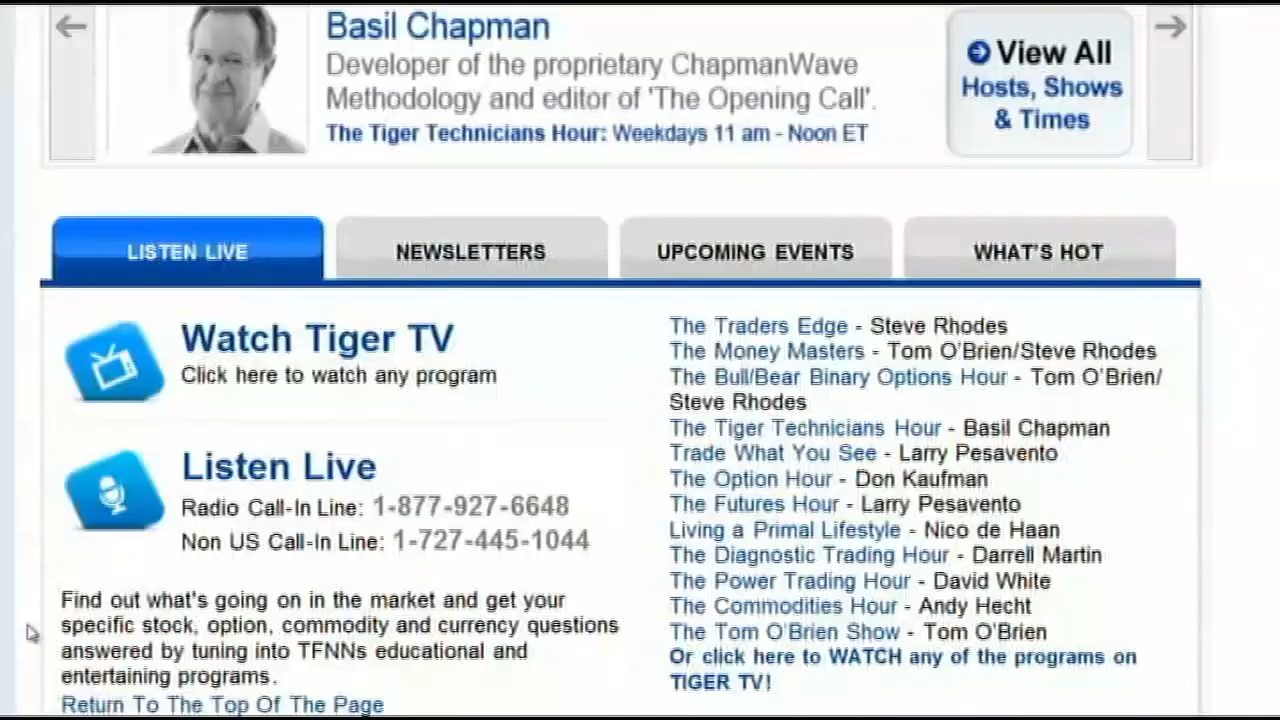 Basil Chapman
Developer of the proprietary ChapmanWave
Methodology and editor of 'The Opening Call'.
The Tiger Technicians Hour: Weekdays 11 am - Noon ET
View All
Hosts, Shows
& Times
LISTEN LIVE
NEWSLETTERS
UPCOMING EVENTS
WHAT'S HOT
Watch Tiger TV
Click here to watch any program
Listen Live
Radio Call-In Line: 1-877-927-6648
Non US Call-In Line: 1-727-445-1044
Find out what's going on in the market and get your
specific stock, option, commodity and currency questions
answered by tuning into TFNNs educational and
entertaining programs.
Return To The Top Of The Page
The Traders Edge - Steve Rhodes
The Money Masters - Tom O'Brien/Steve Rhodes
The Bull/Bear Binary Options Hour - Tom O'Brien/
Steve Rhodes
The Tiger Technicians Hour - Basil Chapman
Trade What You See - Larry Pesavento
The Option Hour - Don Kaufman
The Futures Hour - Larry Pesavento
Living a Primal Lifestyle - Nico de Haan
The Diagnostic Trading Hour - Darrell Martin
The Power Trading Hour - David White
The Commodities Hour - Andy Hecht
The Tom O'Brien Show - Tom O'Brien
Or click here to WATCH any of the programs on
TIGER TV!